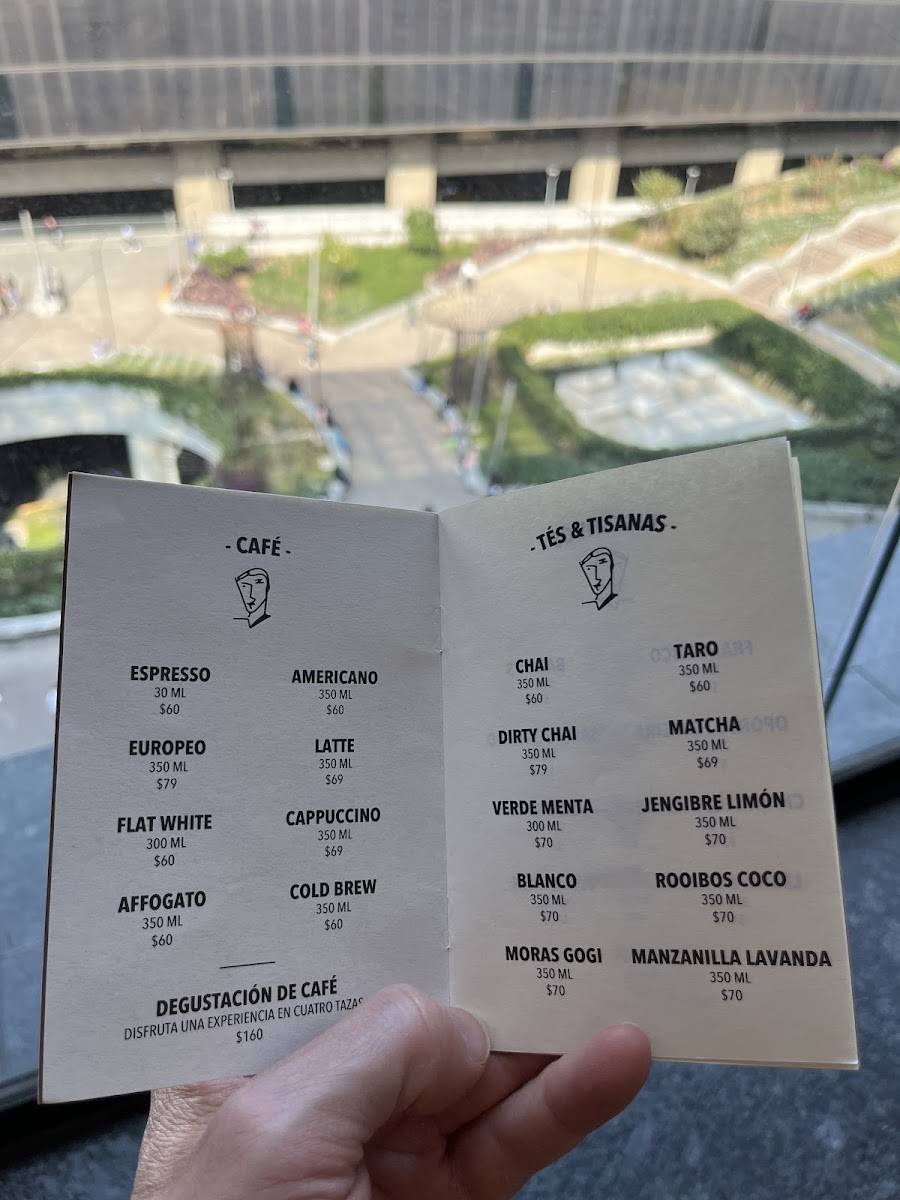 - CAFÉ -
ESPRESSO
30 ML
$60
AMERICANO
350 ML
$60
EUROPEO
350 ML
$79
LATTE
350 ML
$69
FLAT WHITE
300 ML
$60
CAPPUCCINO
350 ML
$69
AFFOGATO
350 ML
$60
COLD BREW
350 ML
$60
DEGUSTACIÓN DE CAFÉ
DISFRUTA UNA EXPERIENCIA EN CUATRO TAZAS
$160
- TÉS & TISANAS -
CHAI
350 ML
$60
TARO
350 ML
$60
DIRTY CHAI
350 ML
$79
MATCHA
350 ML
$69
VERDE MENTA
300 ML
$70
JENGIBRE LIMÓN
350 ML
$70
BLANCO
350 ML
$70
ROOIBOS COCO
350 ML
$70
MORAS GOGI
350 ML
$70
MANZANILLA LAVANDA
350 ML
$70